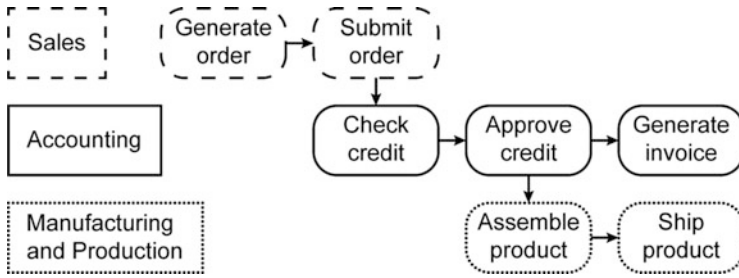 Sales
Generate
order
Submit
order
Accounting
Check
credit
Approve
credit
Generate
invoice
Manufacturing
and Production
Assemble
product
Ship
product